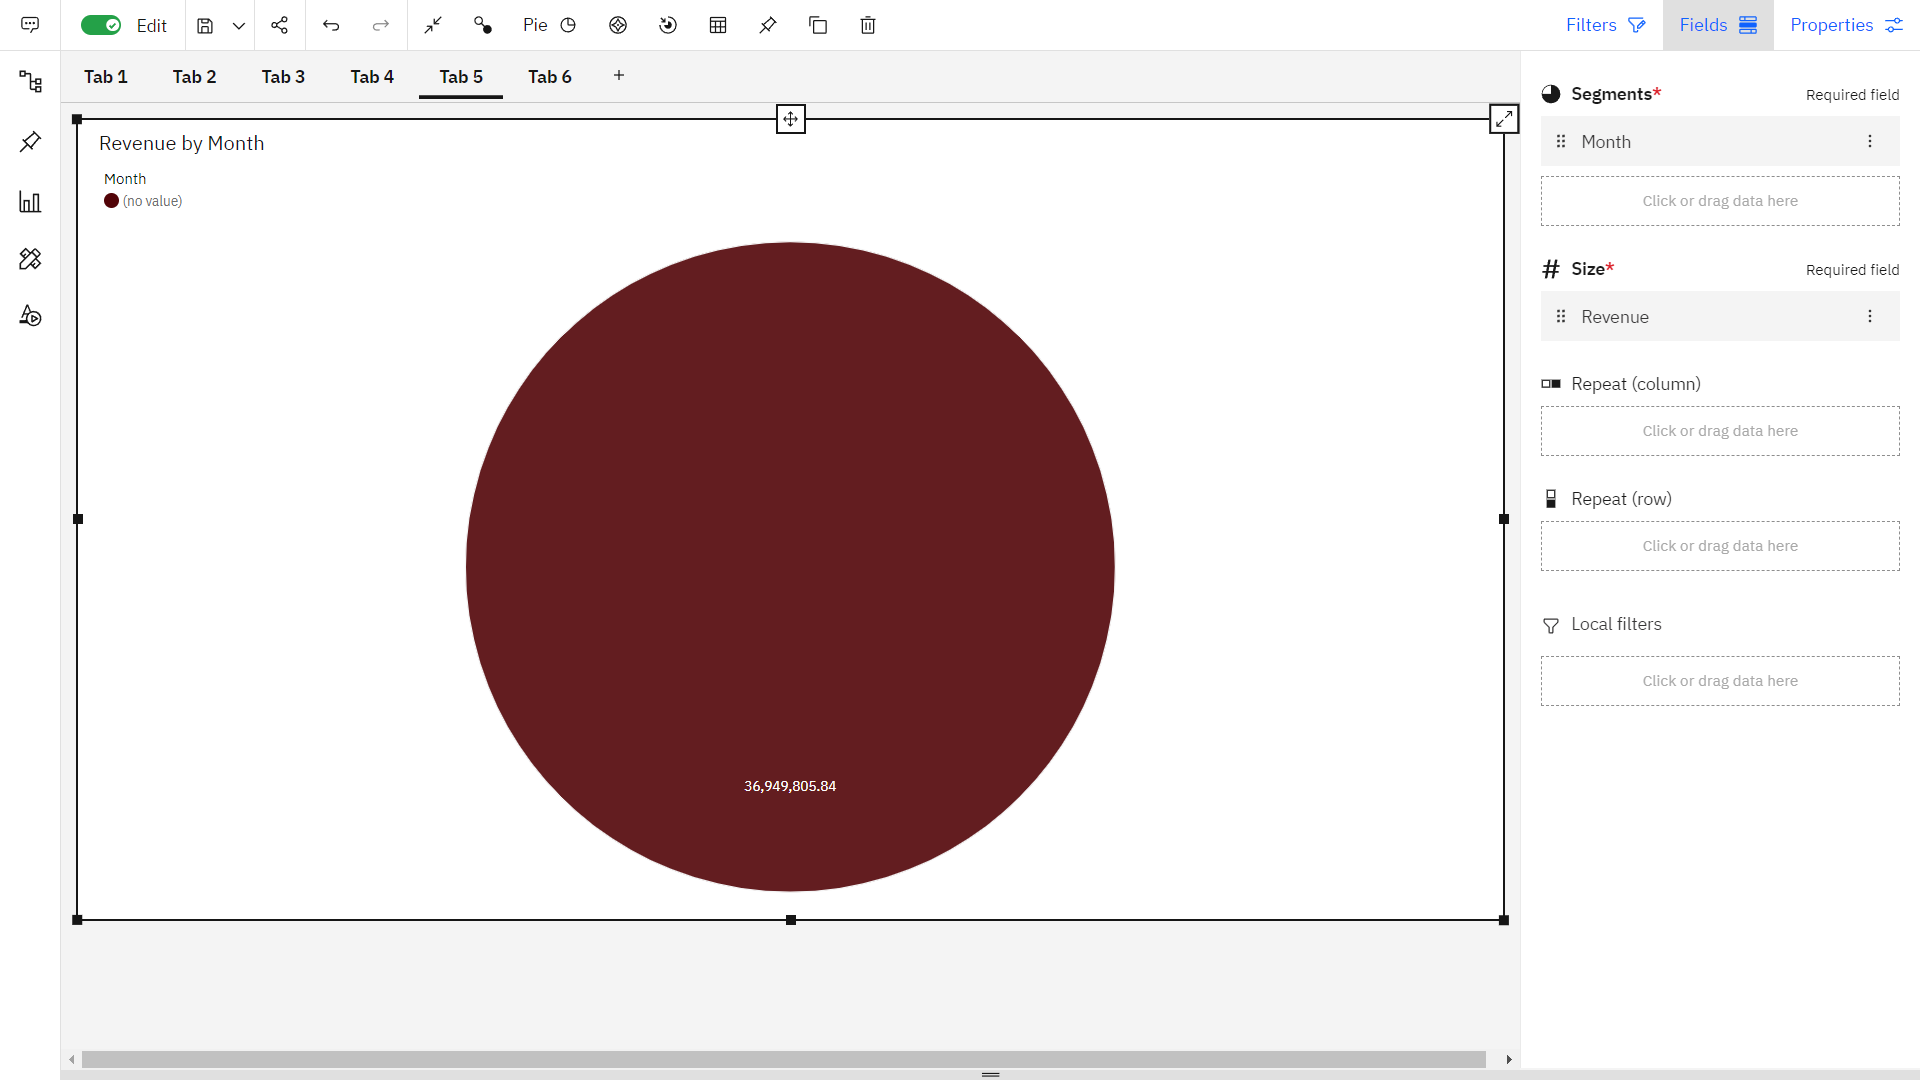 Edit
Pie
Filters
Fields
Properties
Tab 1
Tab 2
Tab 3
Tab 4
Tab 5
Tab 6
+
Revenue by Month
Month
(no value)
36,949,805.84
Segments*
Required field
Month
Click or drag data here
Size*
Required field
Revenue
Repeat (column)
Click or drag data here
Repeat (row)
Click or drag data here
Local filters
Click or drag data here